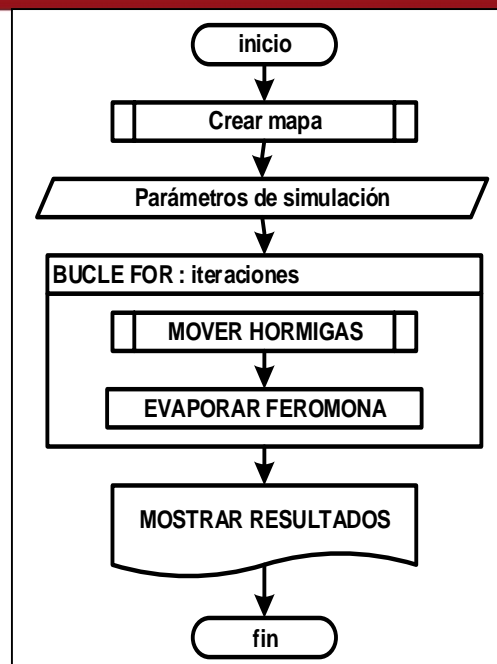 inicio
Crear mapa
Parámetros de simulación
BUCLE FOR : iteraciones
MOVER HORMIGAS
EVAPORAR FEROMONA
MOSTRAR RESULTADOS
fin